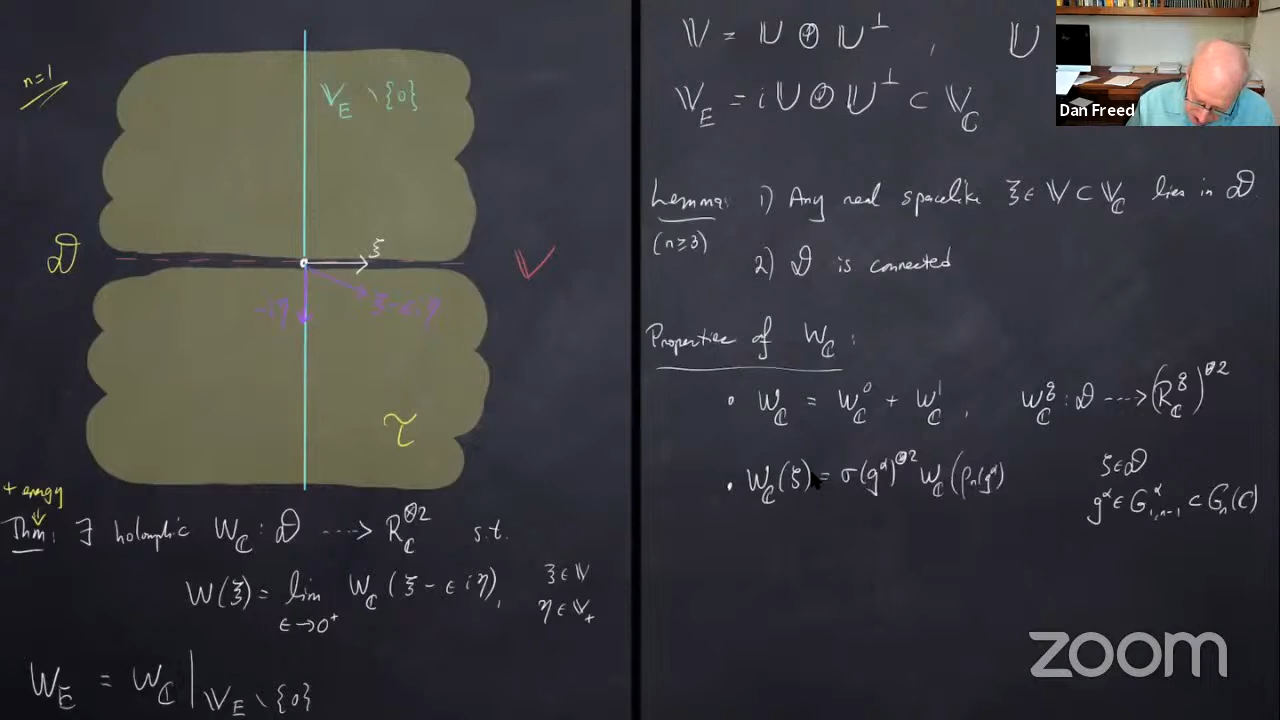 n=1
𝕍_E \ {0}
𝒟
ξ
𝕍
-iη
ξ-εiη
𝒯
+ energy
Thm: ∃ holomphic W_ℂ : 𝒟 ---> R_ℂ^{⊗2} s.t.
W(ξ) = lim_{ε→0^+} W_ℂ(ξ - ε i η), ξ ∈ 𝕍
η ∈ 𝕍_+
W_E = W_ℂ |_{𝕍_E \ {0}}
𝕍 = 𝕌 ⊕ 𝕌^⊥ , 𝕌
𝕍_E = i𝕌 ⊕ 𝕌^⊥ ⊂ 𝕍_ℂ
Lemma: 1) Any real spacelike ξ ∈ 𝕍 ⊂ 𝕍_ℂ lies in 𝒟
(n≥3)
2) 𝒟 is connected
Properties of W_ℂ :
• W_ℂ = W_ℂ^0 + W_ℂ^1 , W_ℂ^q : 𝒟 ---> (R_ℂ^q)^{⊗2}
• W_ℂ(ξ) = σ(g^α)^{⊗2} W_ℂ(ρ_n(g^α) ξ ∈ 𝒟
g^α ∈ G^α_{1,n-1} ⊂ G_n(ℂ)
Dan Freed
zoom